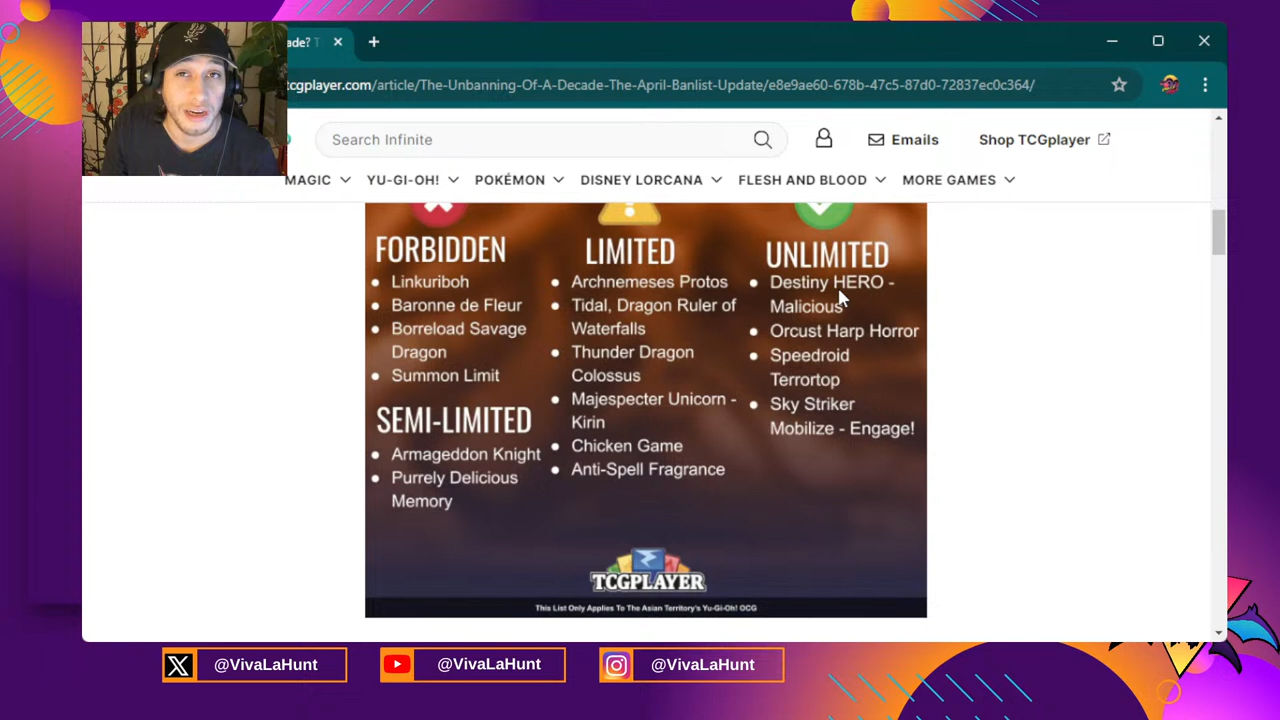 ade? T
tcgplayer.com/article/The-Unbanning-Of-A-Decade-The-April-Banlist-Update/e8e9ae60-678b-47c5-87d0-72837ec0c364/
Search Infinite
Emails
Shop TCGplayer
MAGIC
YU-GI-OH!
POKÉMON
DISNEY LORCANA
FLESH AND BLOOD
MORE GAMES
FORBIDDEN
• Linkuriboh
• Baronne de Fleur
• Borreload Savage
Dragon
• Summon Limit
SEMI-LIMITED
• Armageddon Knight
• Purrely Delicious
Memory
LIMITED
• Archnemeses Protos
• Tidal, Dragon Ruler of
Waterfalls
• Thunder Dragon
Colossus
• Majespecter Unicorn -
Kirin
• Chicken Game
• Anti-Spell Fragrance
UNLIMITED
• Destiny HERO -
Malicious
• Orcust Harp Horror
• Speedroid
Terrortop
• Sky Striker
Mobilize - Engage!
TCGPLAYER
This List Only Applies To The Asian Territory's Yu-Gi-Oh! OCG
@VivaLaHunt
@VivaLaHunt
@VivaLaHunt